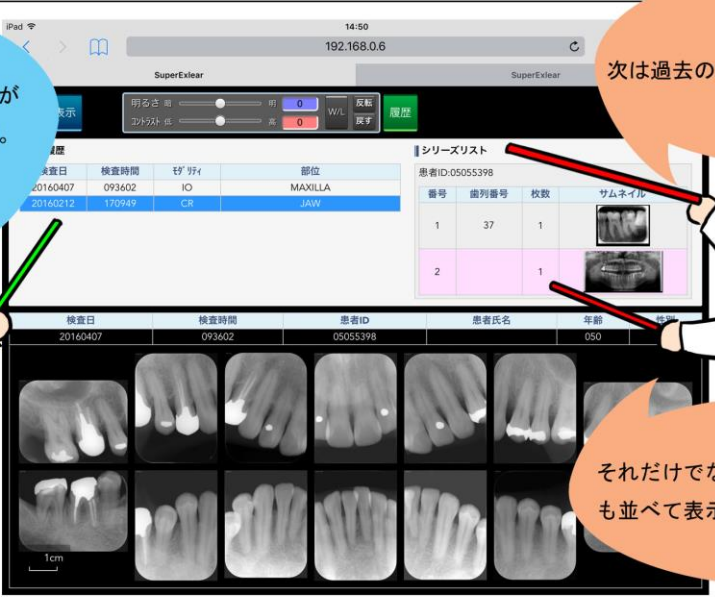 iPad 14:50
192.168.0.6
SuperExlear SuperExlear
次は過去の
が
。
表示
明るさ 暗 明 0 W/L 反転 履歴
コントラスト 低 高 0 戻す
履歴
検査日 検査時間 ﾓﾀﾞﾘﾃｨ 部位
20160407 093602 IO MAXILLA
20160212 170949 CR JAW
シリーズリスト
患者ID:05055398
番号 歯列番号 枚数 サムネイル
1 37 1
2 1
検査日 検査時間 患者ID 患者氏名 年齢 性別
20160407 093602 05055398 050
それだけでな
も並べて表示
1cm